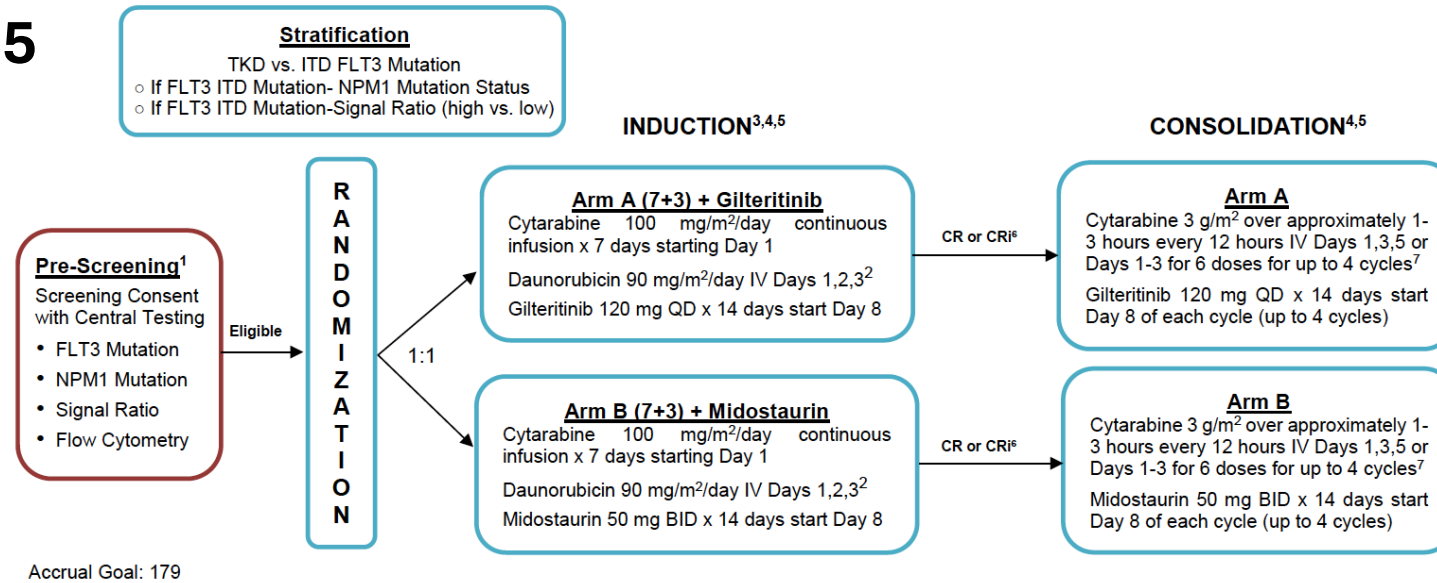 5
Stratification
TKD vs. ITD FLT3 Mutation
○ If FLT3 ITD Mutation- NPM1 Mutation Status
○ If FLT3 ITD Mutation-Signal Ratio (high vs. low)
INDUCTION3,4,5
CONSOLIDATION4,5
Pre-Screening1
Screening Consent
with Central Testing
• FLT3 Mutation
• NPM1 Mutation
• Signal Ratio
• Flow Cytometry
Eligible
RANDOMIZATION
1:1
Arm A (7+3) + Gilteritinib
Cytarabine 100 mg/m2/day continuous
infusion x 7 days starting Day 1
Daunorubicin 90 mg/m2/day IV Days 1,2,32
Gilteritinib 120 mg QD x 14 days start Day 8
CR or CRi6
Arm A
Cytarabine 3 g/m2 over approximately 1-
3 hours every 12 hours IV Days 1,3,5 or
Days 1-3 for 6 doses for up to 4 cycles7
Gilteritinib 120 mg QD x 14 days start
Day 8 of each cycle (up to 4 cycles)
Arm B (7+3) + Midostaurin
Cytarabine 100 mg/m2/day continuous
infusion x 7 days starting Day 1
Daunorubicin 90 mg/m2/day IV Days 1,2,32
Midostaurin 50 mg BID x 14 days start Day 8
CR or CRi6
Arm B
Cytarabine 3 g/m2 over approximately 1-
3 hours every 12 hours IV Days 1,3,5 or
Days 1-3 for 6 doses for up to 4 cycles7
Midostaurin 50 mg BID x 14 days start
Day 8 of each cycle (up to 4 cycles)
Accrual Goal: 179